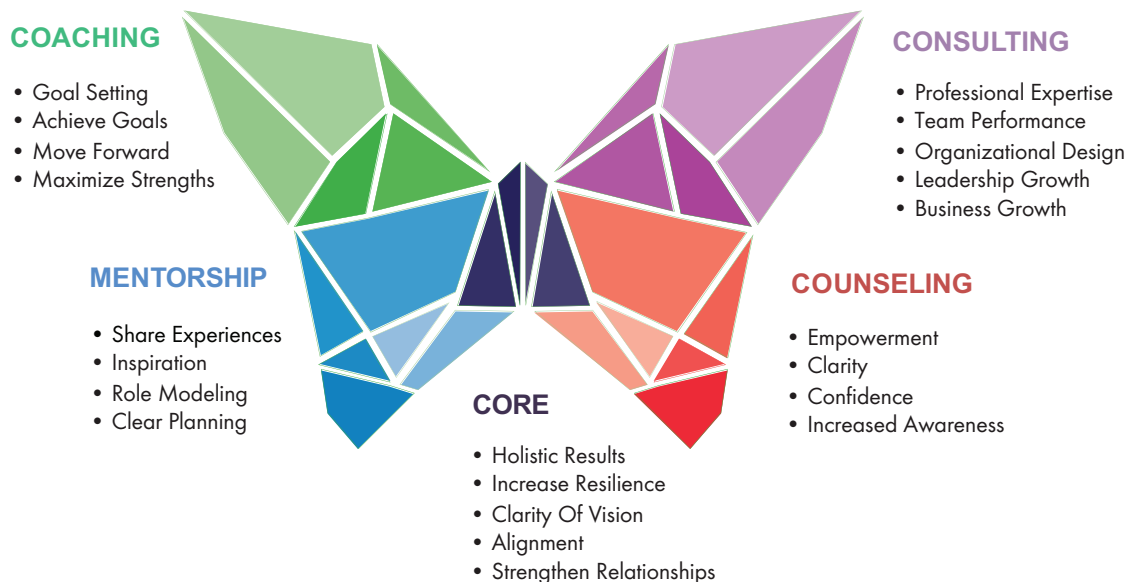 COACHING
• Goal Setting
• Achieve Goals
• Move Forward
• Maximize Strengths
CONSULTING
• Professional Expertise
• Team Performance
• Organizational Design
• Leadership Growth
• Business Growth
MENTORSHIP
• Share Experiences
• Inspiration
• Role Modeling
• Clear Planning
COUNSELING
• Empowerment
• Clarity
• Confidence
• Increased Awareness
CORE
• Holistic Results
• Increase Resilience
• Clarity Of Vision
• Alignment
• Strengthen Relationships